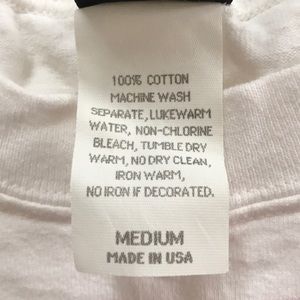 100% COTTON
MACHINE WASH
SEPARATE, LUKEWARM
WATER, NON-CHLORINE
BLEACH, TUMBLE DRY
WARM, NO DRY CLEAN,
IRON WARM,
NO IRON IF DECORATED.
MEDIUM
MADE IN USA